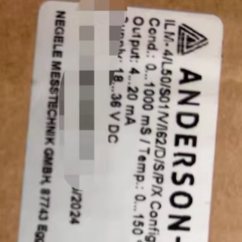 ANDERSON-
ILM-4/L50/S01/V/62/D/S/P/X Config
Cond.: 0...1000 mS / Temp.: 0...150
Output: 4...20 mA
18...36 V DC
/2024
NEGELE MESSTECHNIK GMBH, 87743 Egg